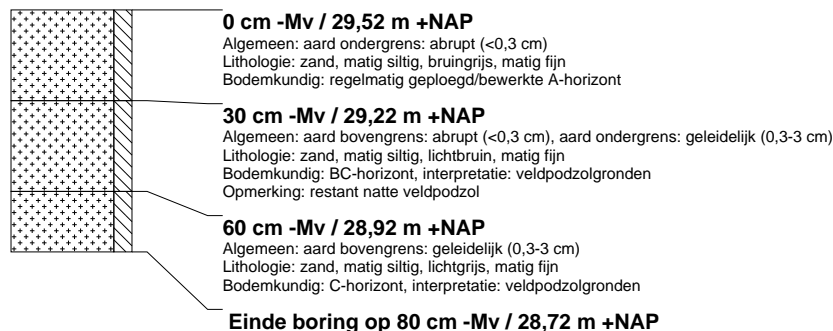 0 cm -Mv / 29,52 m +NAP
Algemeen: aard ondergrens: abrupt (<0,3 cm)
Lithologie: zand, matig siltig, bruingrijs, matig fijn
Bodemkundig: regelmatig geploegd/bewerkte A-horizont
30 cm -Mv / 29,22 m +NAP
Algemeen: aard bovengrens: abrupt (<0,3 cm), aard ondergrens: geleidelijk (0,3-3 cm)
Lithologie: zand, matig siltig, lichtbruin, matig fijn
Bodemkundig: BC-horizont, interpretatie: veldpodzolgronden
Opmerking: restant natte veldpodzol
60 cm -Mv / 28,92 m +NAP
Algemeen: aard bovengrens: geleidelijk (0,3-3 cm)
Lithologie: zand, matig siltig, lichtgrijs, matig fijn
Bodemkundig: C-horizont, interpretatie: veldpodzolgronden
Einde boring op 80 cm -Mv / 28,72 m +NAP